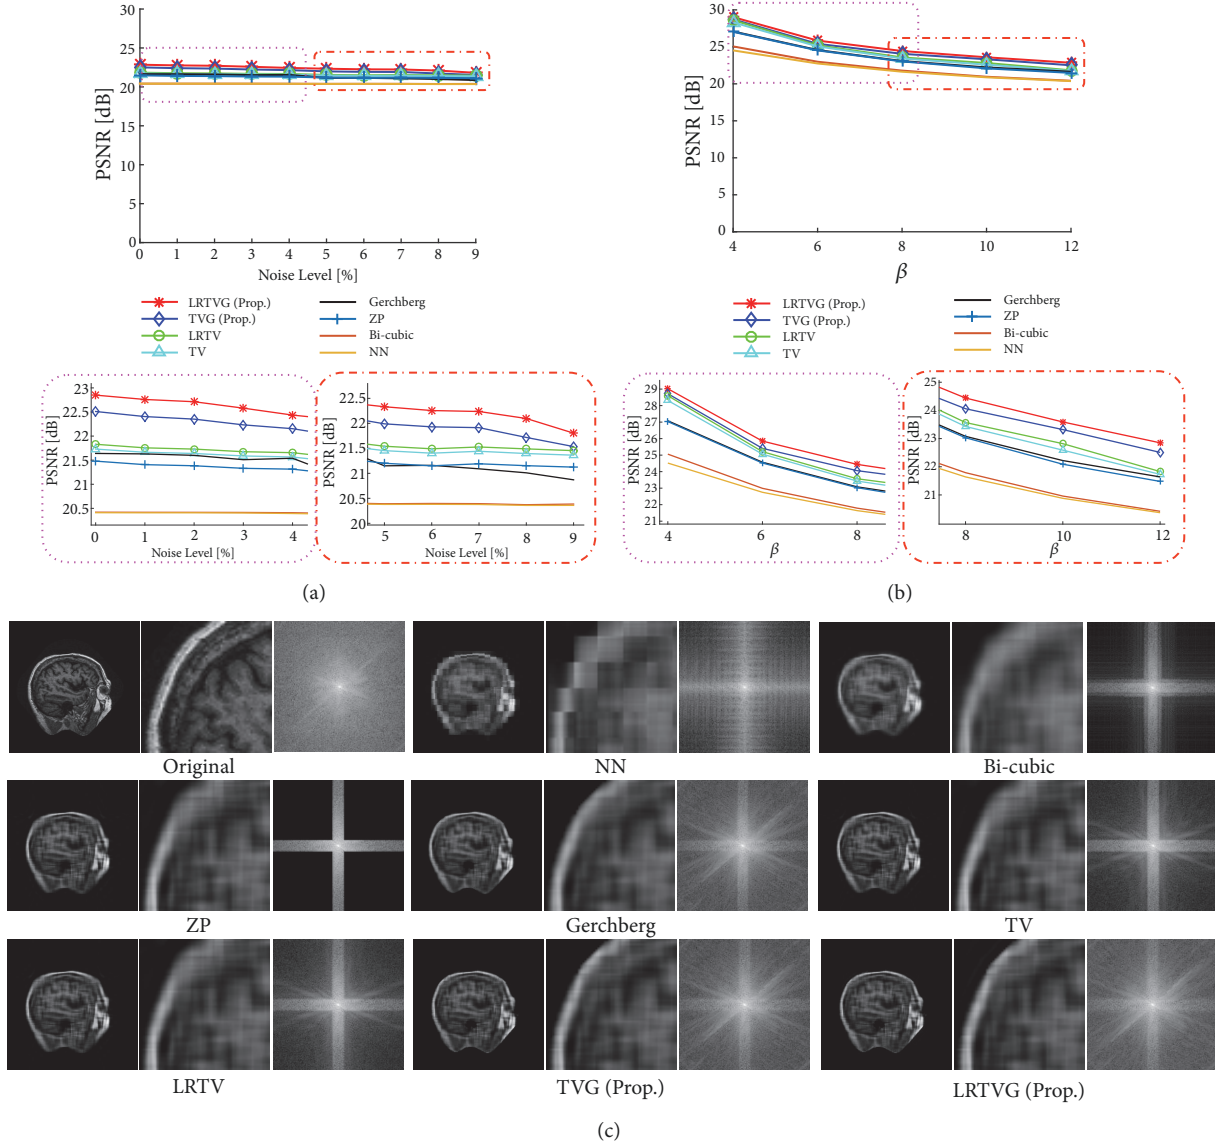 30
25
20
15
10
5
0
PSNR [dB]
0 1 2 3 4 5 6 7 8 9
Noise Level [%]
LRTVG (Prop.)
TVG (Prop.)
LRTV
TV
Gerchberg
ZP
Bi-cubic
NN
23
22.5
22
21.5
21
20.5
PSNR [dB]
0 1 2 3 4
Noise Level [%]
22.5
22
21.5
21
20.5
20
PSNR [dB]
5 6 7 8 9
Noise Level [%]
(a)
30
25
20
15
10
5
0
PSNR [dB]
4 6 8 10 12
β
LRTVG (Prop.)
TVG (Prop.)
LRTV
TV
Gerchberg
ZP
Bi-cubic
NN
29
28
27
26
25
24
23
22
21
PSNR [dB]
4 6 8
β
25
24
23
22
21
PSNR [dB]
8 10 12
β
(b)
Original
NN
Bi-cubic
ZP
Gerchberg
TV
LRTV
TVG (Prop.)
LRTVG (Prop.)
(c)